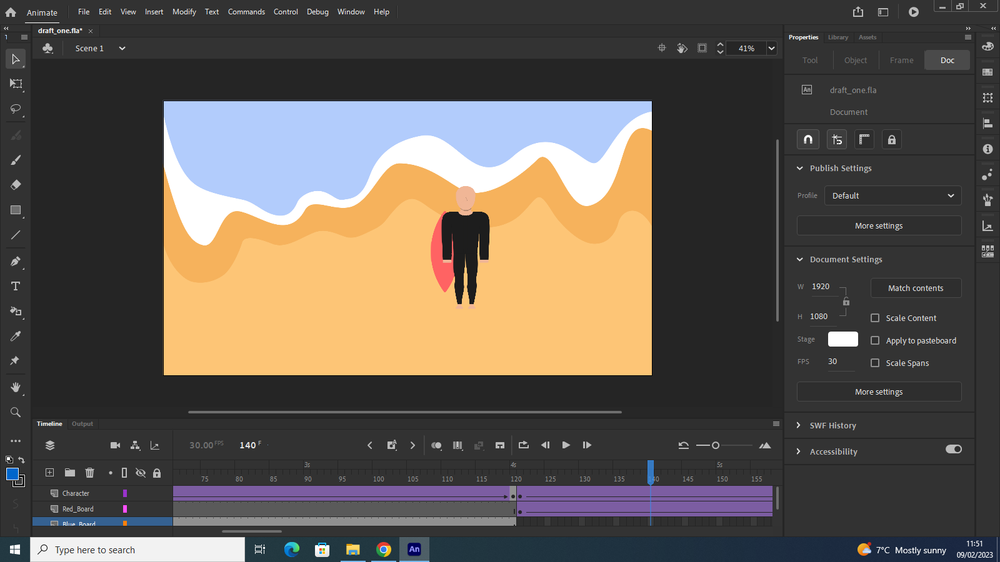 Animate File Edit View Insert Modify Text Commands Control Debug Window Help
draft_one.fla*
1
Scene 1
41%
Properties Library Assets
Tool Object Frame Doc
An draft_one.fla
Document
Publish Settings
Profile Default
More settings
Document Settings
W 1920
Match contents
H 1080
Scale Content
Stage
Apply to pasteboard
FPS 30
Scale Spans
More settings
SWF History
Accessibility
Timeline Output
30.00 FPS 140 F
3s 4s 5s
75 80 85 90 95 100 105 110 115 120 125 130 135 140 145 150 155
Character
Red_Board
Blue_Board
Type here to search
An
7°C Mostly sunny
11:51
09/02/2023